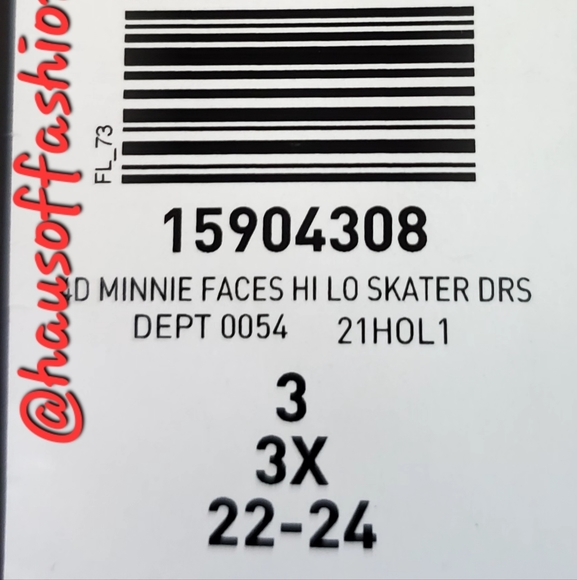 @hausoffashio
FL_73
15904308
D MINNIE FACES HI LO SKATER DRS
DEPT 0054 21HOL1
3
3X
22-24